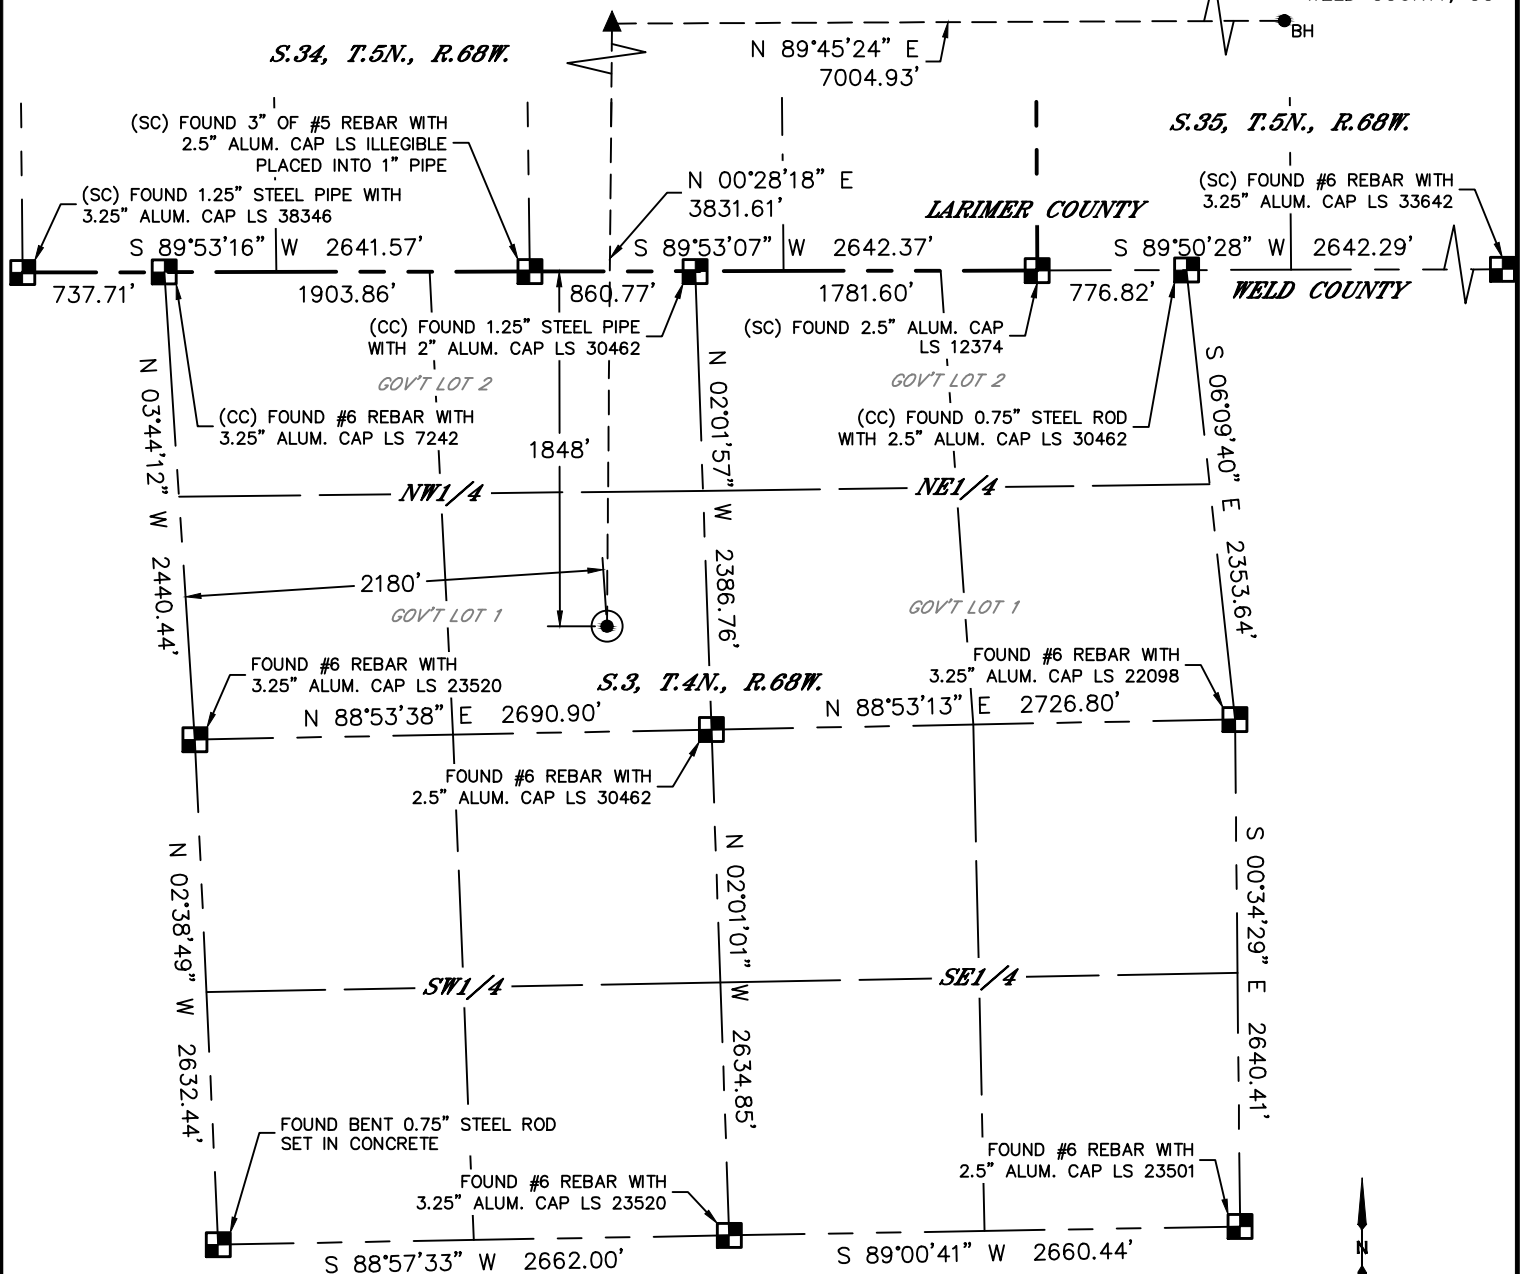 BH
N 89°45'24" E
7004.93'
S.34, T.5N., R.68W.
S.35, T.5N., R.68W.
(SC) FOUND 3" OF #5 REBAR WITH
2.5" ALUM. CAP LS ILLEGIBLE
PLACED INTO 1" PIPE
(SC) FOUND 1.25" STEEL PIPE WITH
3.25" ALUM. CAP LS 38346
N 00°28'18" E
3831.61'
(SC) FOUND #6 REBAR WITH
3.25" ALUM. CAP LS 33642
LARIMER COUNTY
S 89°53'16" W 2641.57'
S 89°53'07" W 2642.37'
S 89°50'28" W 2642.29'
737.71'
1903.86'
860.77'
1781.60'
776.82'
WELD COUNTY
(CC) FOUND 1.25" STEEL PIPE
WITH 2" ALUM. CAP LS 30462
(SC) FOUND 2.5" ALUM. CAP
LS 12374
GOV'T LOT 2
GOV'T LOT 2
(CC) FOUND #6 REBAR WITH
3.25" ALUM. CAP LS 7242
(CC) FOUND 0.75" STEEL ROD
WITH 2.5" ALUM. CAP LS 30462
1848'
N 03°44'12" W 2440.44'
N 02°01'57" W 2386.76'
S 06°09'40" E 2353.64'
NW1/4
NE1/4
2180'
GOV'T LOT 1
GOV'T LOT 1
FOUND #6 REBAR WITH
3.25" ALUM. CAP LS 23520
S.3, T.4N., R.68W.
FOUND #6 REBAR WITH
3.25" ALUM. CAP LS 22098
N 88°53'38" E 2690.90'
N 88°53'13" E 2726.80'
FOUND #6 REBAR WITH
2.5" ALUM. CAP LS 30462
N 02°38'49" W 2632.44'
N 02°01'01" W 2634.85'
S 00°34'29" E 2640.41'
SW1/4
SE1/4
FOUND BENT 0.75" STEEL ROD
SET IN CONCRETE
FOUND #6 REBAR WITH
3.25" ALUM. CAP LS 23520
FOUND #6 REBAR WITH
2.5" ALUM. CAP LS 23501
S 88°57'33" W 2662.00'
S 89°00'41" W 2660.44'
N